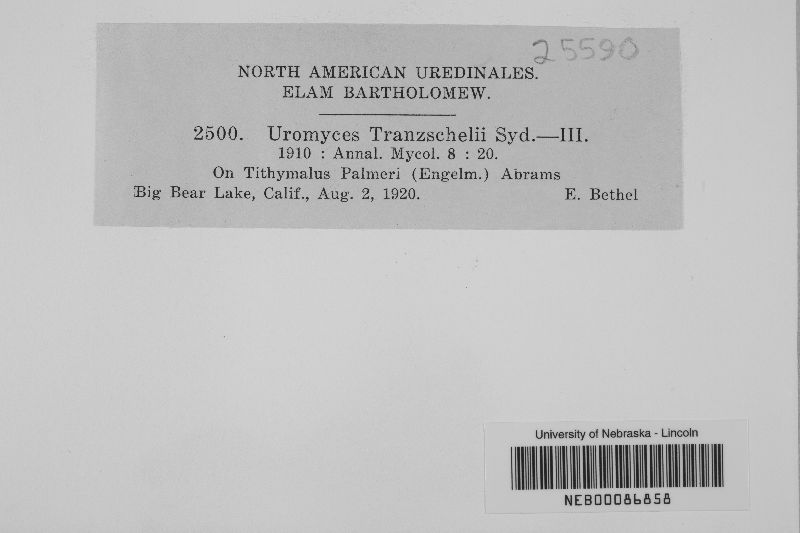 25590
NORTH AMERICAN UREDINALES.
ELAM BARTHOLOMEW.
2500. Uromyces Tranzschelii Syd.—III.
1910 : Annal. Mycol. 8 : 20.
On Tithymalus Palmeri (Engelm.) Abrams
Big Bear Lake, Calif., Aug. 2, 1920. E. Bethel
University of Nebraska - Lincoln
NEB00086858